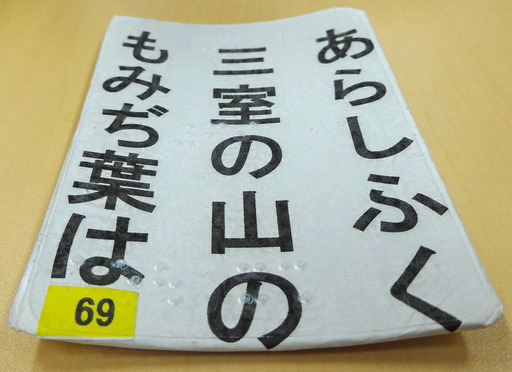 あらしふく
三室の山の
もみぢ葉は
69